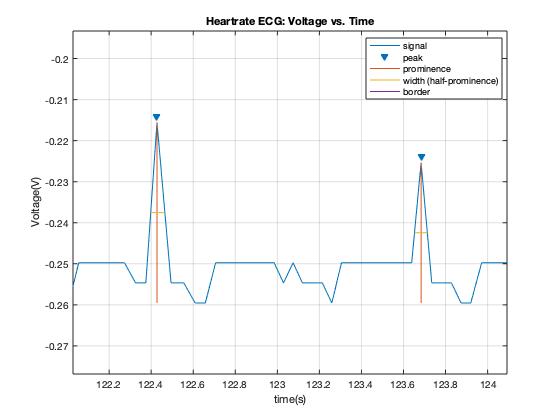 Heartrate ECG: Voltage vs. Time
signal
peak
prominence
width (half-prominence)
border
-0.2
-0.21
-0.22
-0.23
-0.24
-0.25
-0.26
-0.27
Voltage(V)
122.2 122.4 122.6 122.8 123 123.2 123.4 123.6 123.8 124
time(s)